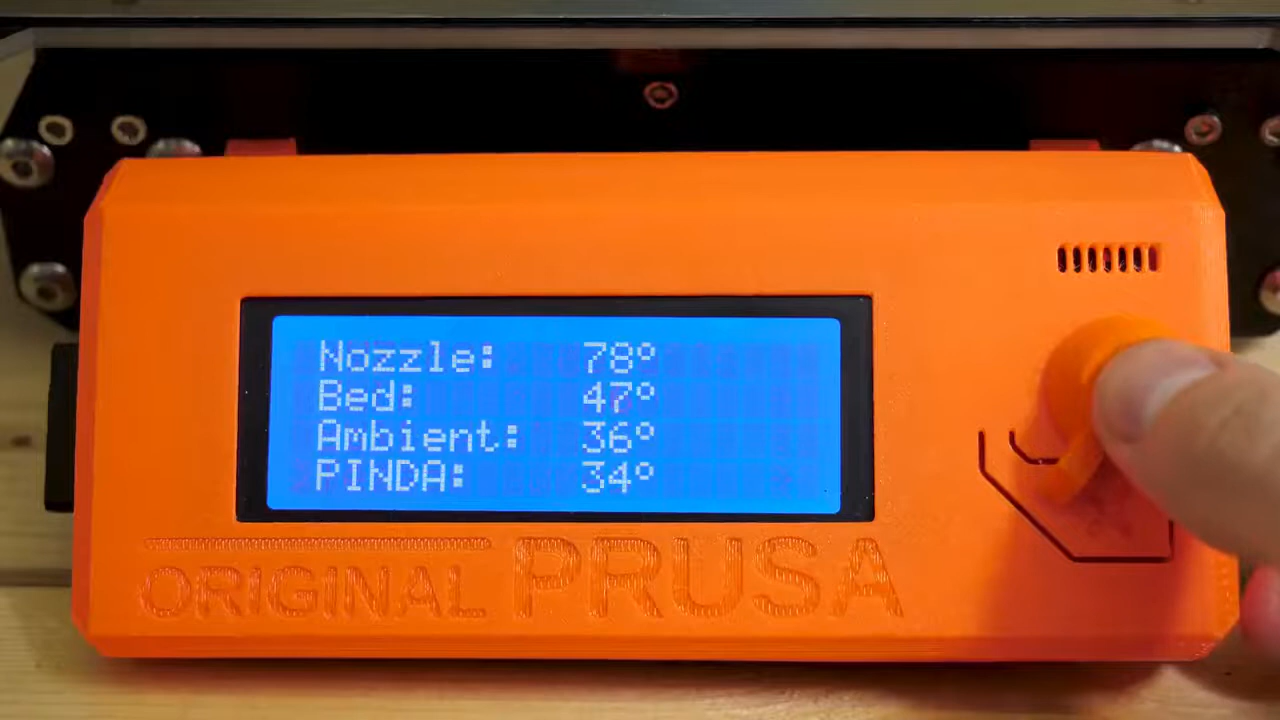 Nozzle: 78°
Bed: 47°
Ambient: 36°
PINDA: 34°
ORIGINAL PRUSA